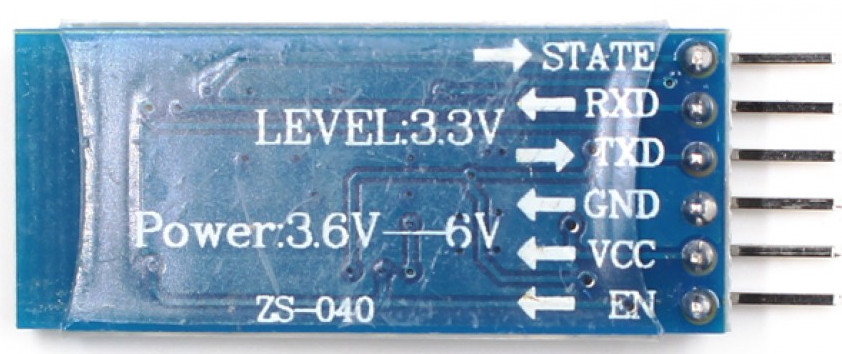 STATE
RXD
LEVEL:3.3V
TXD
GND
Power:3.6V—6V
VCC
EN
ZS-040